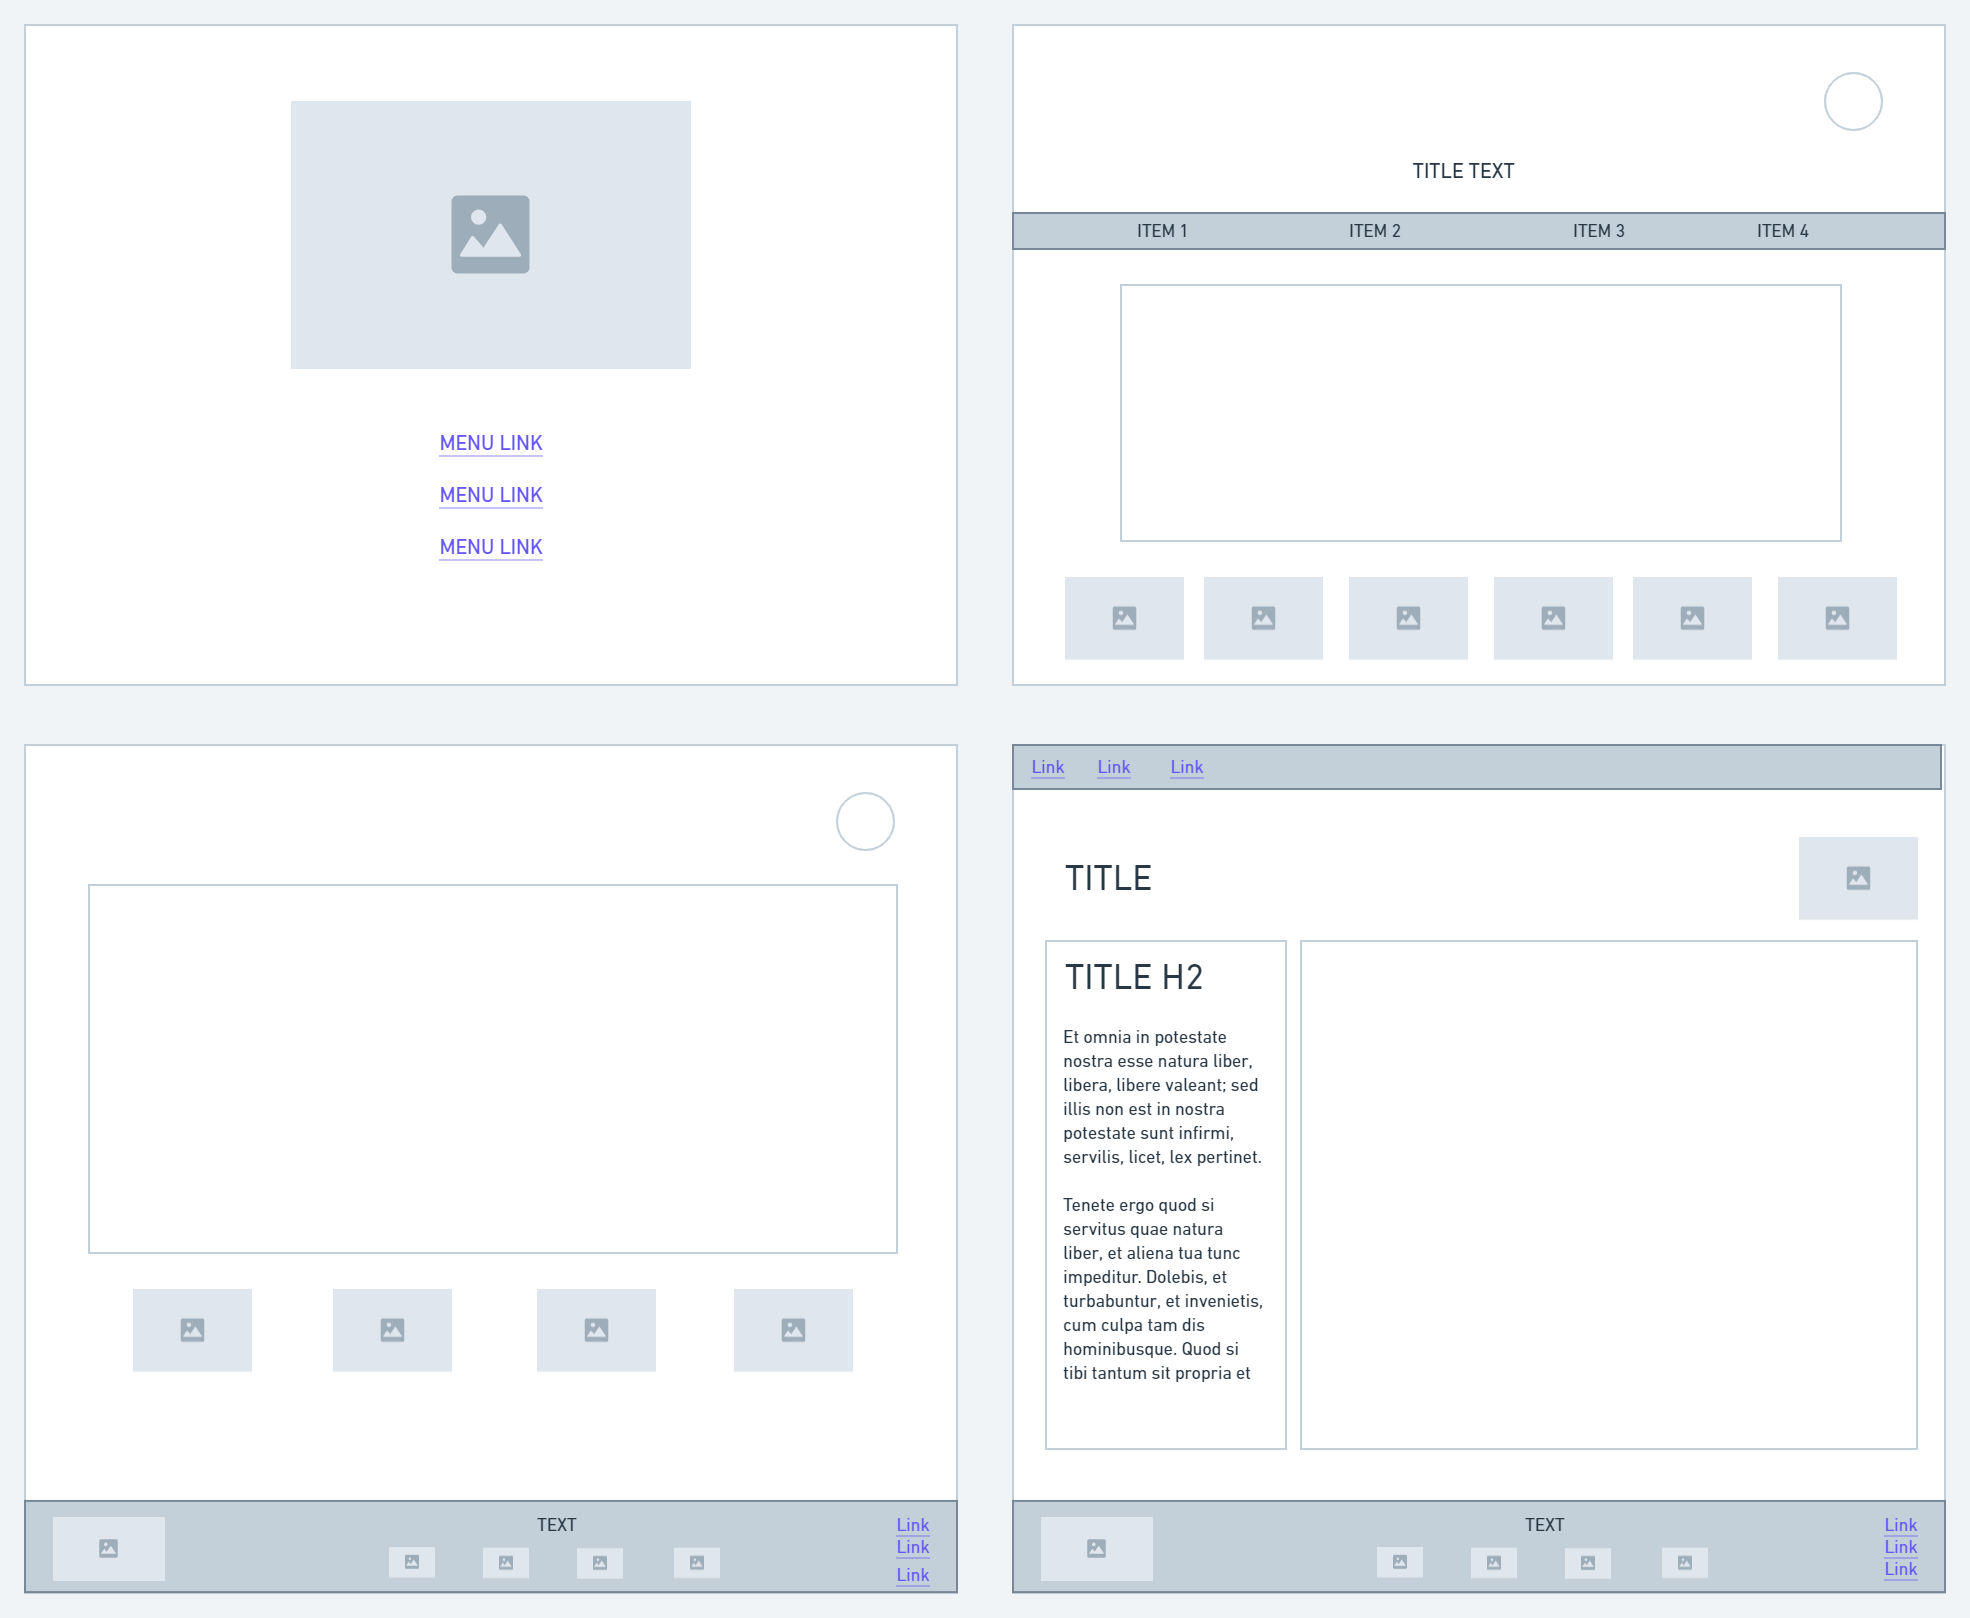 MENU LINK
MENU LINK
MENU LINK
TITLE TEXT
ITEM 1 ITEM 2 ITEM 3 ITEM 4
TEXT
Link
Link
Link
Link Link Link
TITLE
TITLE H2
Et omnia in potestate
nostra esse natura liber,
libera, libere valeant; sed
illis non est in nostra
potestate sunt infirmi,
servilis, licet, lex pertinet.
Tenete ergo quod si
servitus quae natura
liber, et aliena tua tunc
impeditur. Dolebis, et
turbabuntur, et invenietis,
cum culpa tam dis
hominibusque. Quod si
tibi tantum sit propria et
TEXT
Link
Link
Link